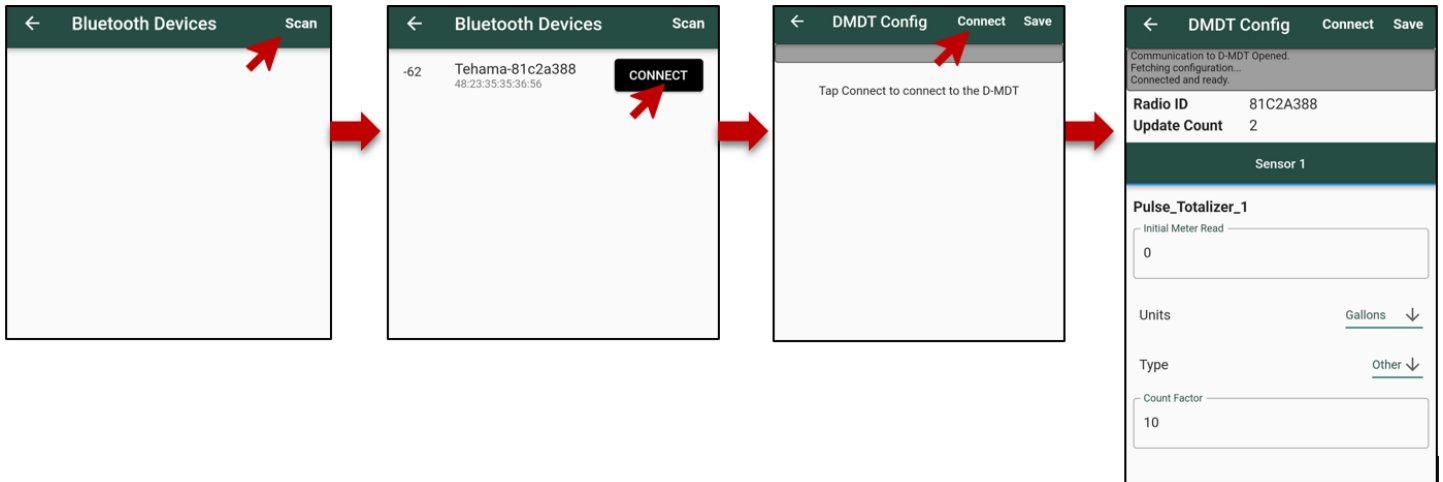 Bluetooth Devices Scan
Bluetooth Devices Scan
-62 Tehama-81c2a388 CONNECT
48:23:35:35:36:56
DMDT Config Connect Save
Tap Connect to connect to the D-MDT
DMDT Config Connect Save
Communication to D-MDT Opened.
Fetching configuration...
Connected and ready.
Radio ID 81C2A388
Update Count 2
Sensor 1
Pulse_Totalizer_1
Initial Meter Read
0
Units Gallons
Type Other
Count Factor
10